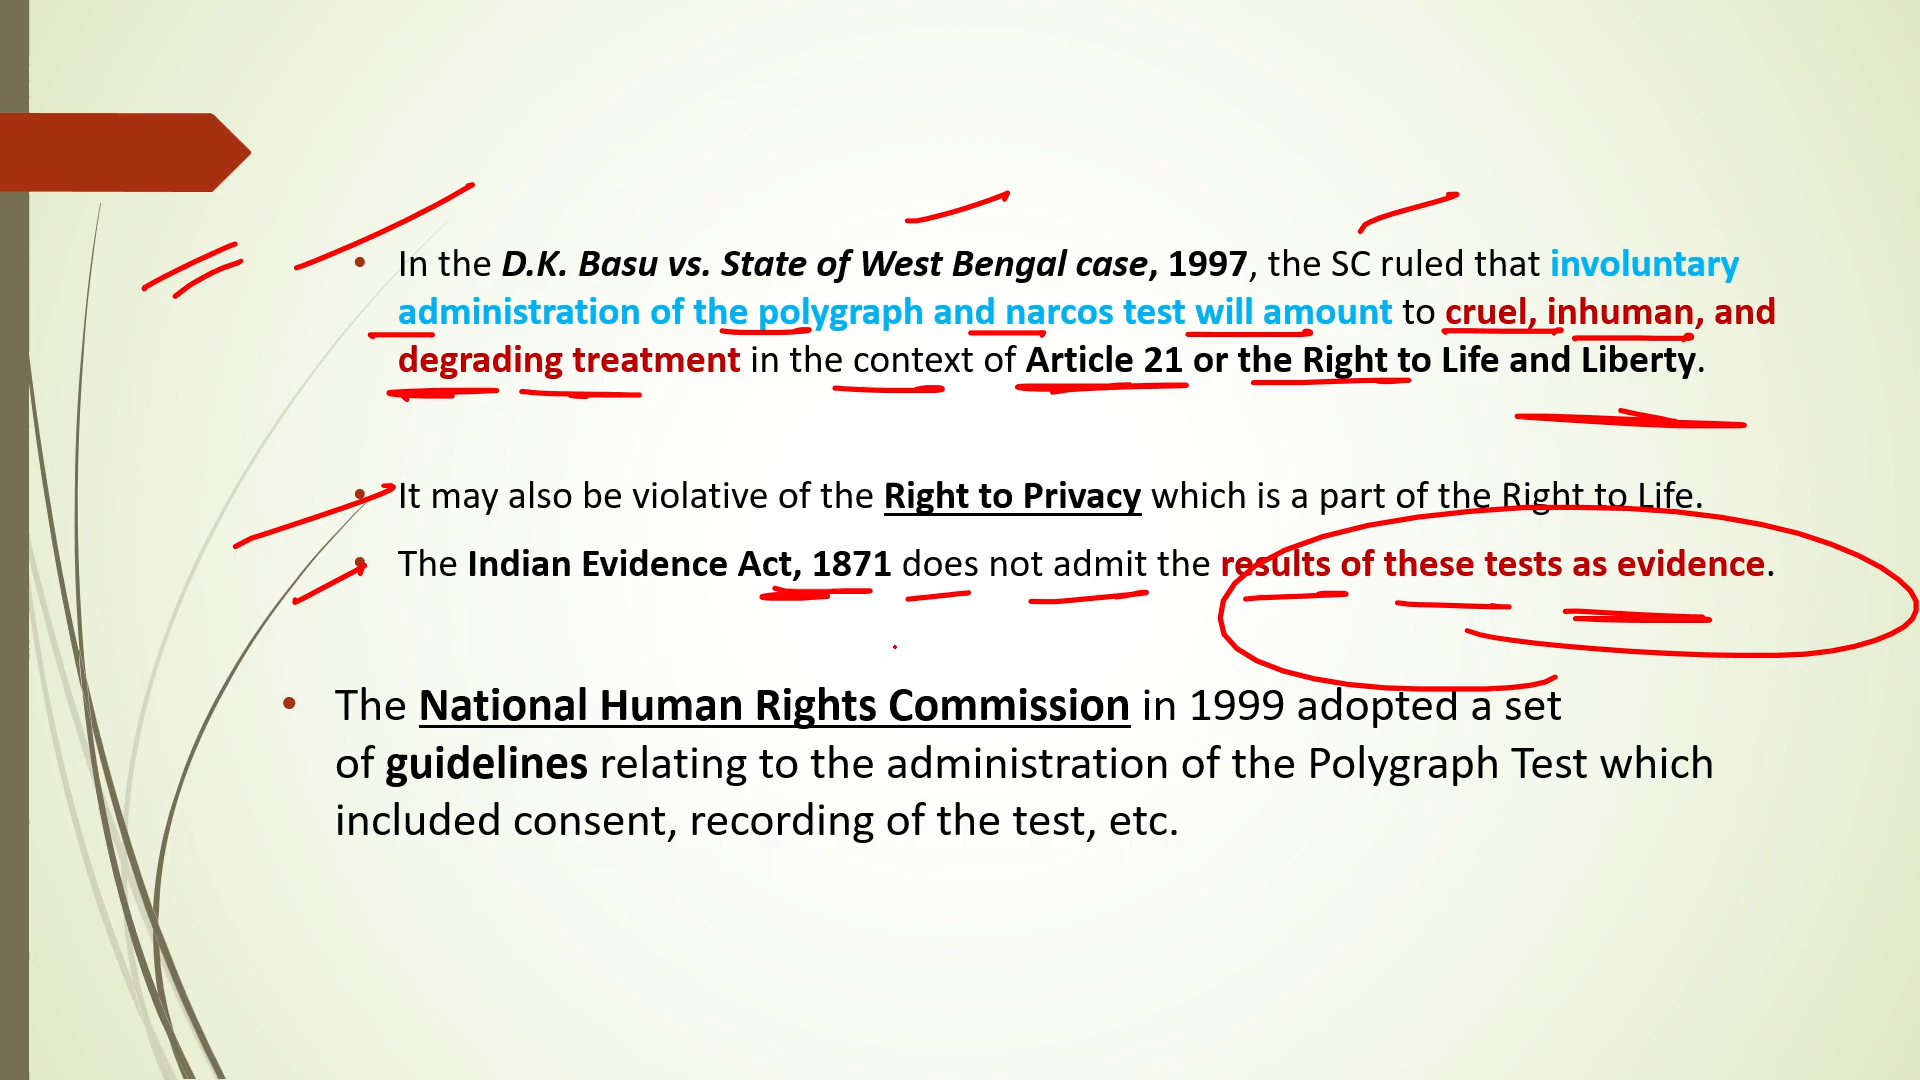 • In the D.K. Basu vs. State of West Bengal case, 1997, the SC ruled that involuntary
administration of the polygraph and narcos test will amount to cruel, inhuman, and
degrading treatment in the context of Article 21 or the Right to Life and Liberty.
• It may also be violative of the Right to Privacy which is a part of the Right to Life.
• The Indian Evidence Act, 1871 does not admit the results of these tests as evidence.
• The National Human Rights Commission in 1999 adopted a set
of guidelines relating to the administration of the Polygraph Test which
included consent, recording of the test, etc.